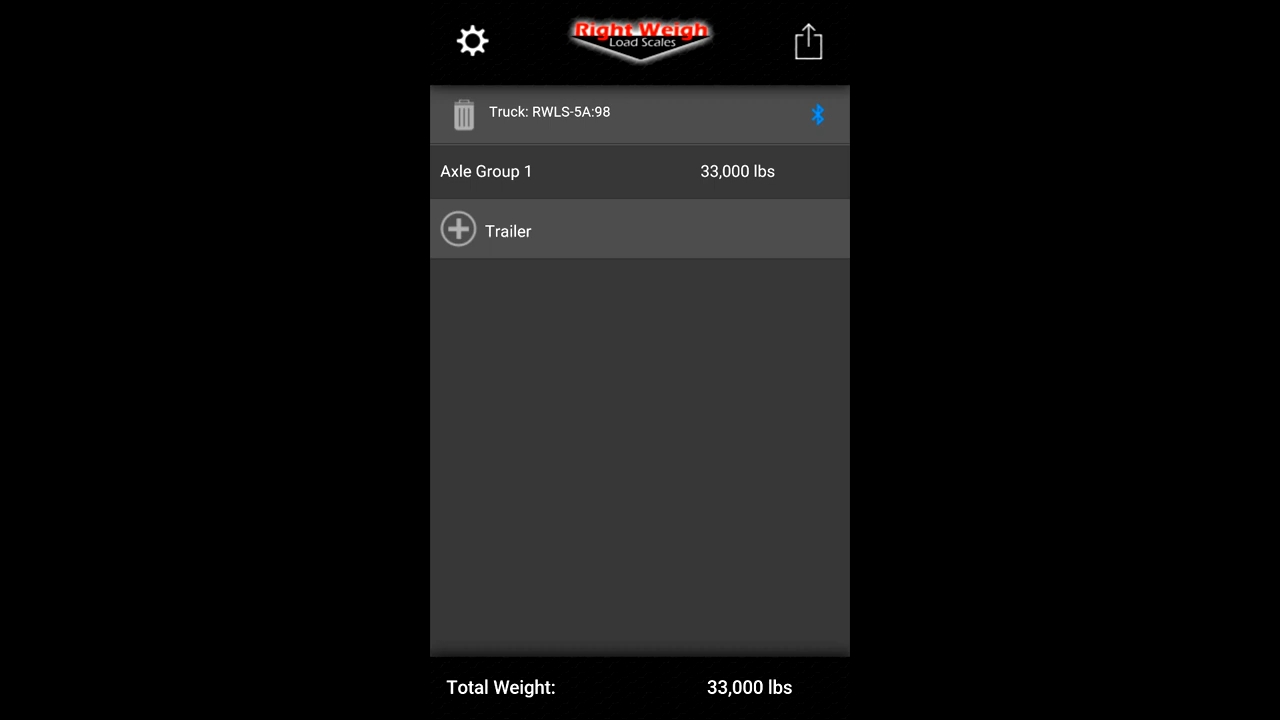 Right Weigh
Load Scales
Truck: RWLS-5A:98
Axle Group 1 33,000 lbs
Trailer
Total Weight: 33,000 lbs